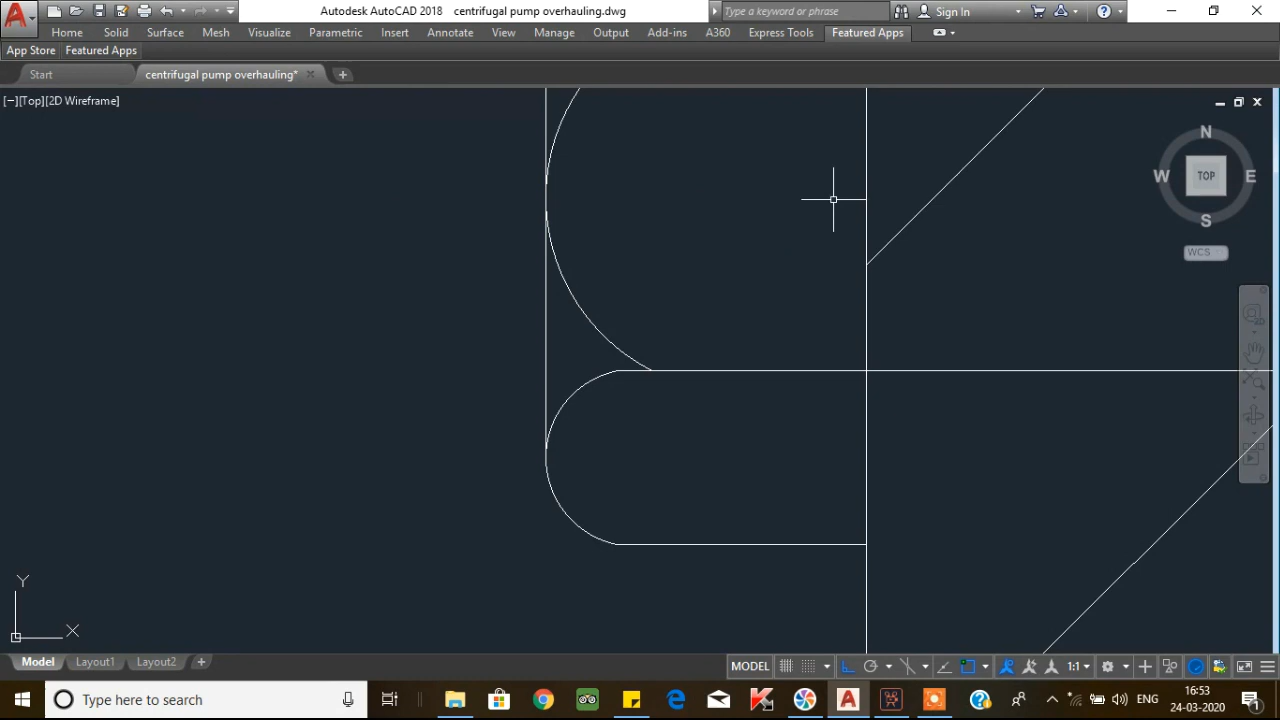 Autodesk AutoCAD 2018 centrifugal pump overhauling.dwg
Type a keyword or phrase
Sign In
Home Solid Surface Mesh Visualize Parametric Insert Annotate View Manage Output Add-ins A360 Express Tools Featured Apps
App Store Featured Apps
Start centrifugal pump overhauling*
[−][Top][2D Wireframe]
N
W TOP E
S
WCS
Y
X
Model Layout1 Layout2
MODEL 1:1
Type here to search
ENG
16:53
24-03-2020